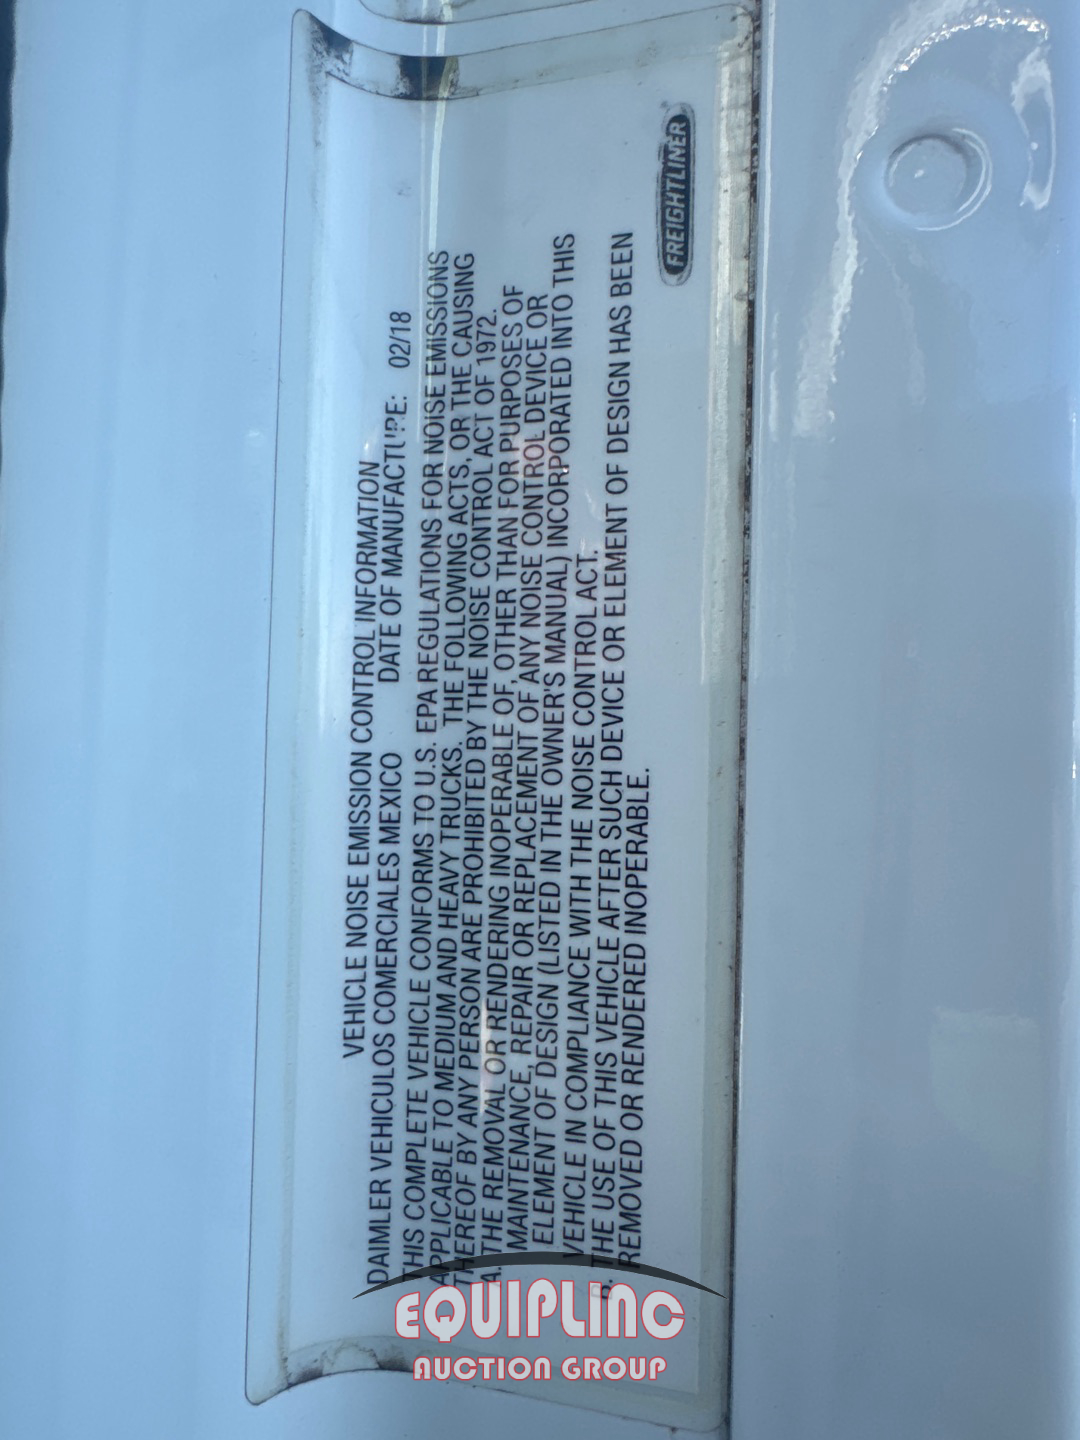 VEHICLE NOISE EMISSION CONTROL INFORMATION
DAIMLER VEHICULOS COMERCIALES MEXICO DATE OF MANUFACTURE: 02/18
THIS COMPLETE VEHICLE CONFORMS TO U.S. EPA REGULATIONS FOR NOISE EMISSIONS
APPLICABLE TO MEDIUM AND HEAVY TRUCKS. THE FOLLOWING ACTS, OR THE CAUSING
THEREOF BY ANY PERSON ARE PROHIBITED BY THE NOISE CONTROL ACT OF 1972.
A. THE REMOVAL OR RENDERING INOPERABLE OF, OTHER THAN FOR PURPOSES OF
MAINTENANCE, REPAIR OR REPLACEMENT OF ANY NOISE CONTROL DEVICE OR
ELEMENT OF DESIGN (LISTED IN THE OWNER'S MANUAL) INCORPORATED INTO THIS
VEHICLE IN COMPLIANCE WITH THE NOISE CONTROL ACT.
B. THE USE OF THIS VEHICLE AFTER SUCH DEVICE OR ELEMENT OF DESIGN HAS BEEN
REMOVED OR RENDERED INOPERABLE.
FREIGHTLINER
EQUIPLINC
AUCTION GROUP